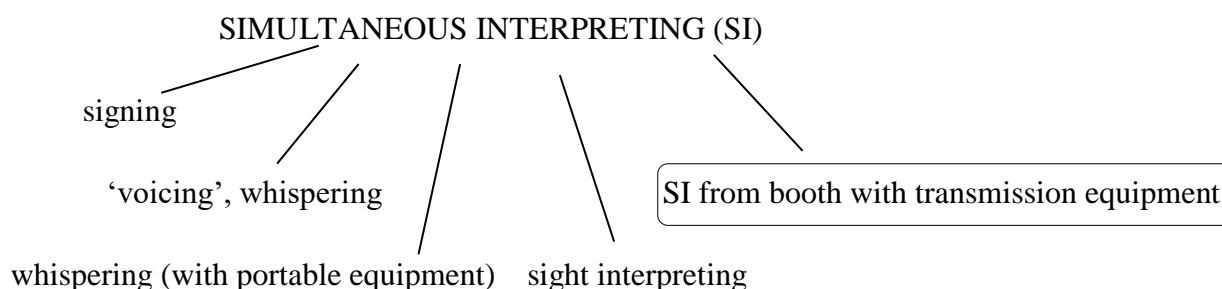 SIMULTANEOUS INTERPRETING (SI)
signing
‘voicing’, whispering
SI from booth with transmission equipment
whispering (with portable equipment)
sight interpreting